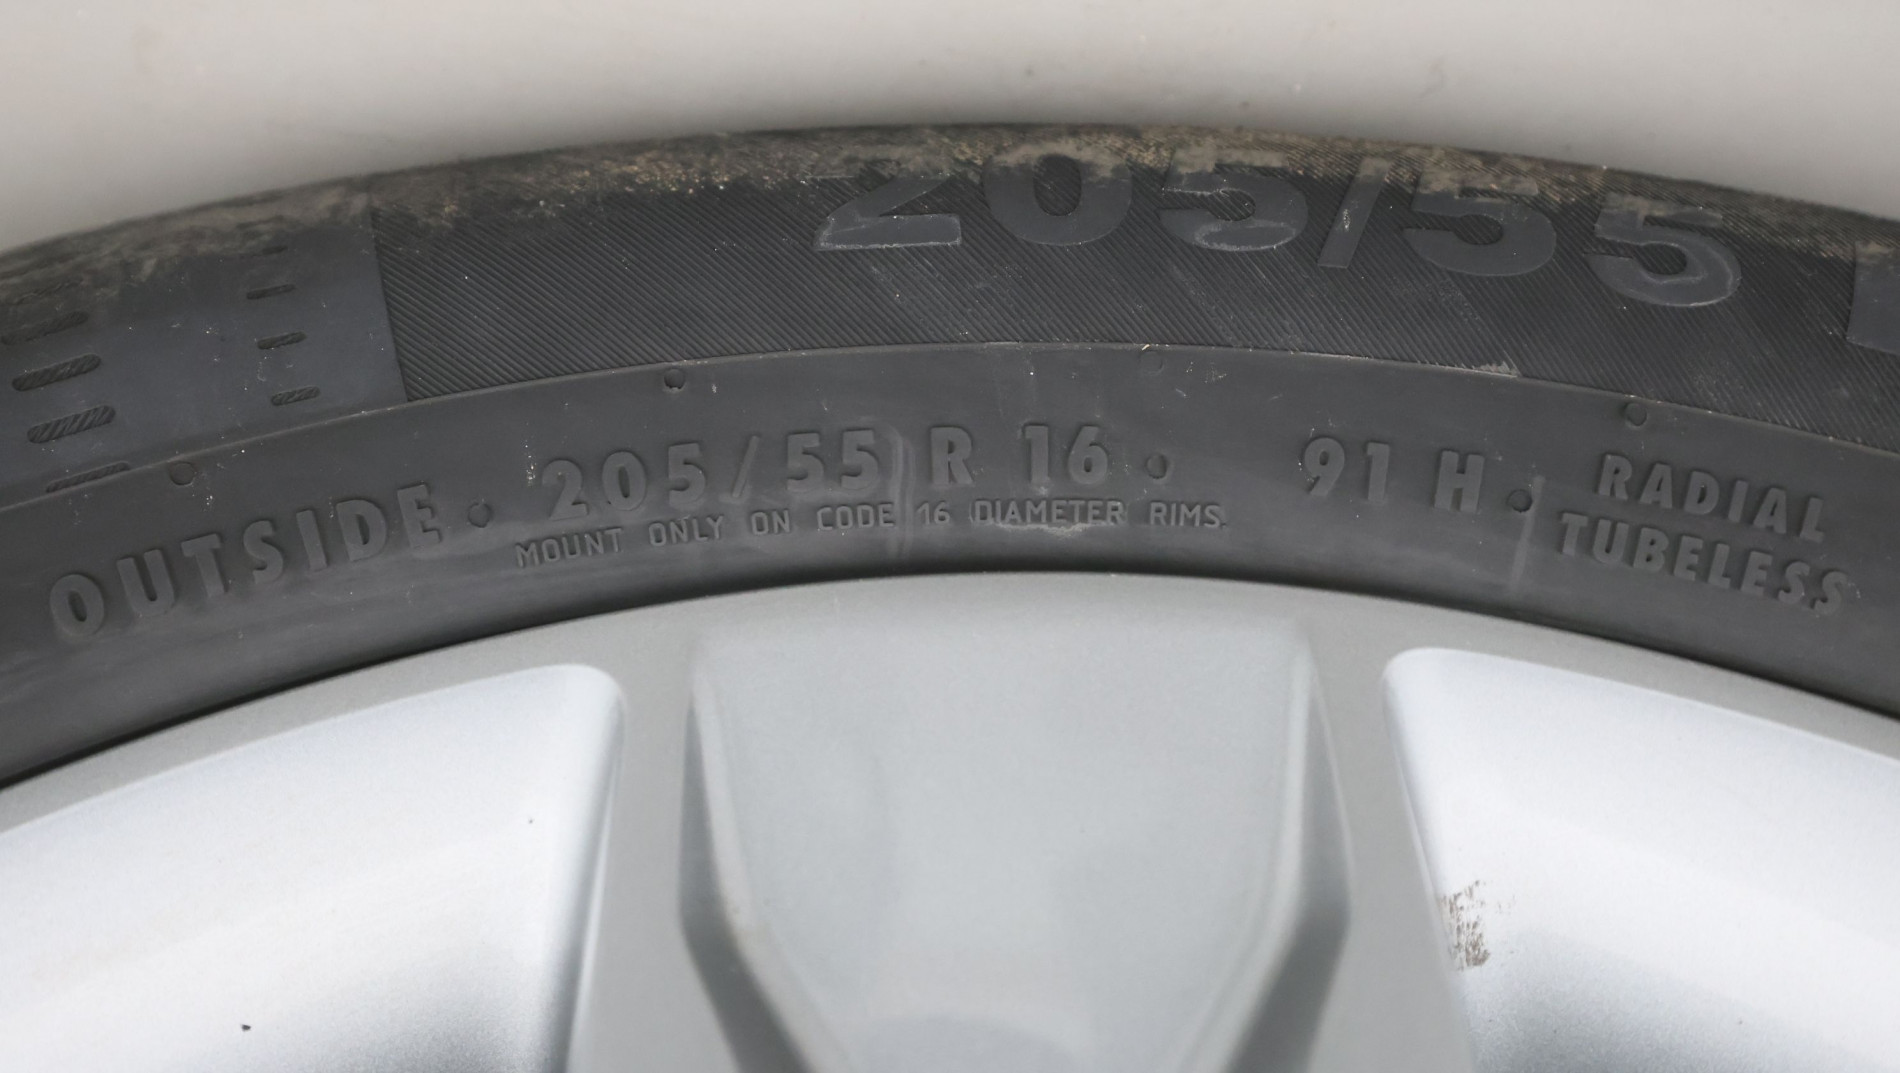 205/55
OUTSIDE • 205/55 R 16 • 91 H • RADIAL TUBELESS
MOUNT ONLY ON CODE 16 DIAMETER RIMS.